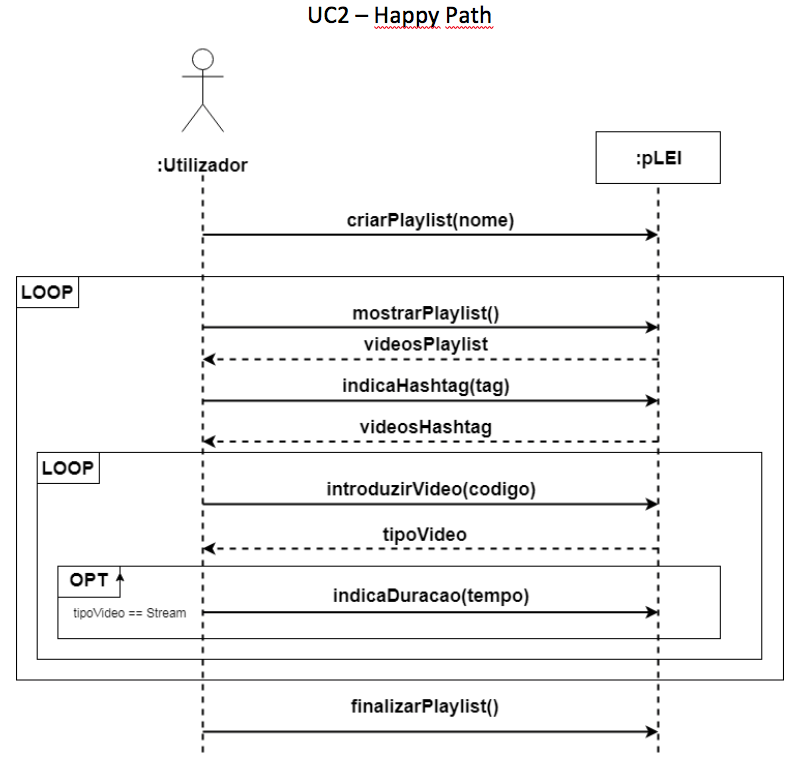 UC2 – Happy Path
:Utilizador
:pLEI
criarPlaylist(nome)
LOOP
mostrarPlaylist()
videosPlaylist
indicaHashtag(tag)
videosHashtag
LOOP
introduzirVideo(codigo)
tipoVideo
OPT
indicaDuracao(tempo)
tipoVideo == Stream
finalizarPlaylist()